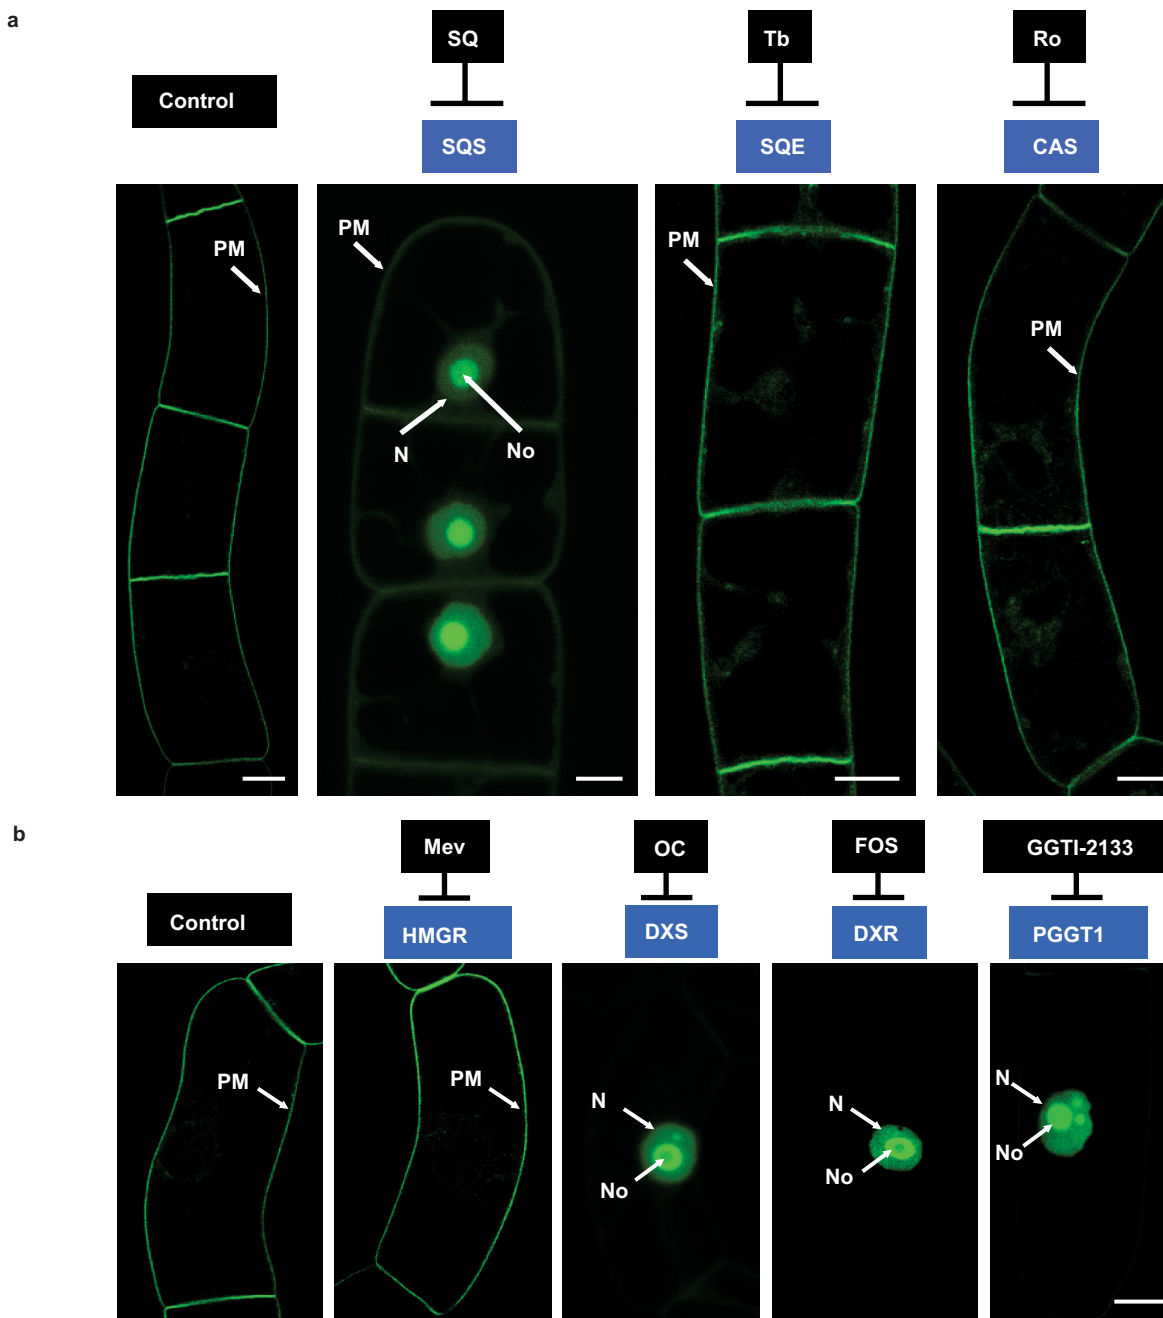 a
Control
SQ
SQS
Tb
SQE
Ro
CAS
PM
PM
N
No
PM
PM
b
Control
Mev
HMGR
OC
DXS
FOS
DXR
GGTI-2133
PGGT1
PM
PM
N
No
N
No
N
No